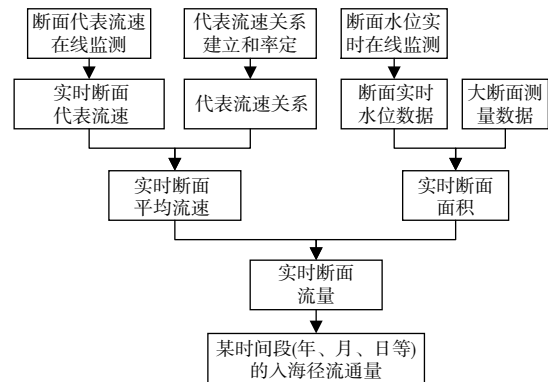 断面代表流速
在线监测
代表流速关系
建立和率定
断面水位实
时在线监测
实时断面
代表流速
代表流速关系
断面实时
水位数据
大断面测
量数据
实时断面
平均流速
实时断面
面积
实时断面
流量
某时间段(年、月、日等)
的入海径流通量